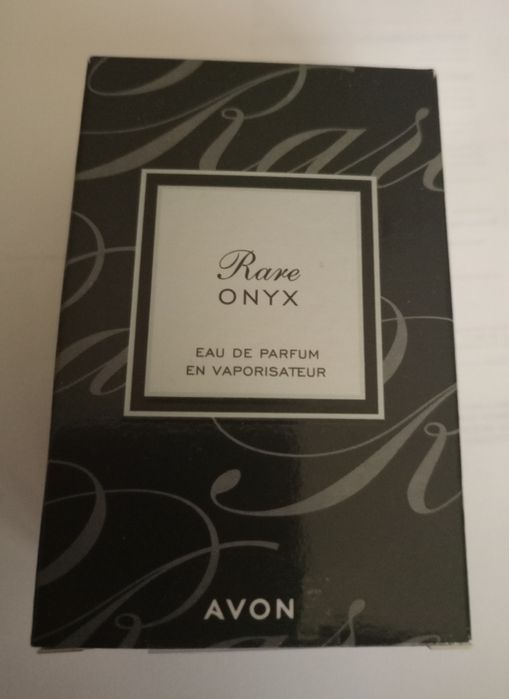 Rare
ONYX
EAU DE PARFUM
EN VAPORISATEUR
AVON